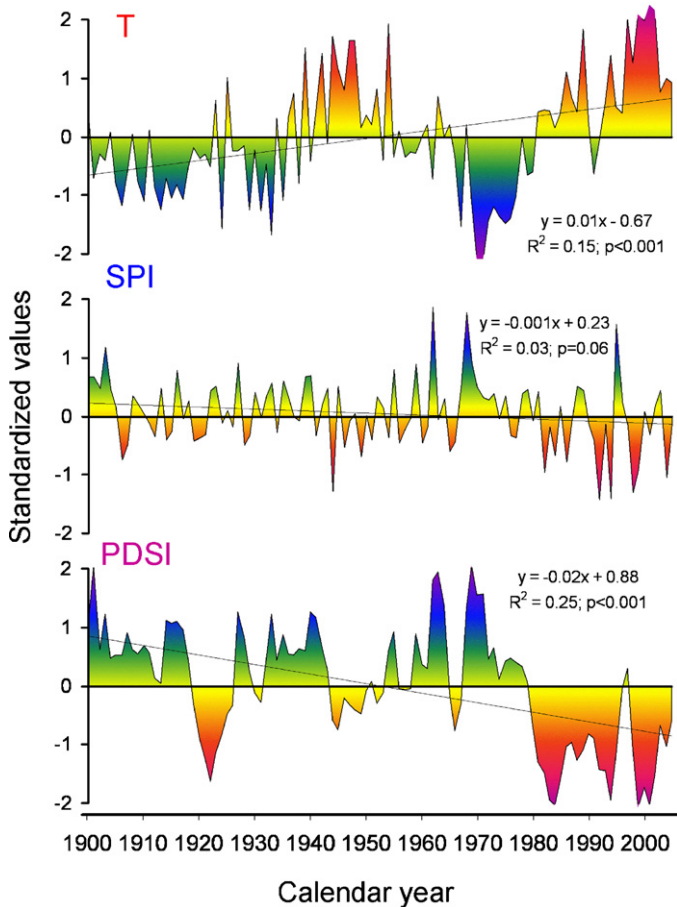 T
2
1
0
-1
-2
y = 0.01x - 0.67
R² = 0.15; p<0.001
SPI
2
1
0
-1
-2
y = -0.001x + 0.23
R² = 0.03; p=0.06
Standardized values
PDSI
2
1
0
-1
-2
y = -0.02x + 0.88
R² = 0.25; p<0.001
1900 1910 1920 1930 1940 1950 1960 1970 1980 1990 2000
Calendar year